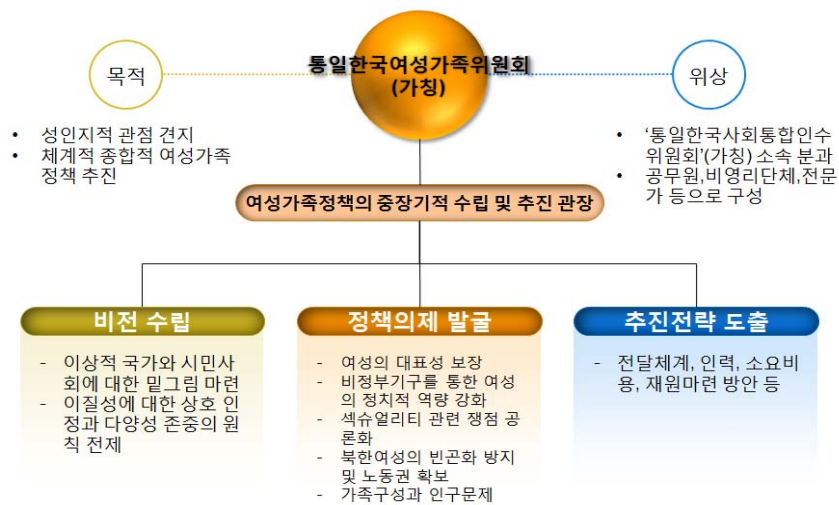 통일한국여성가족위원회
(가칭)
목적
• 성인지적 관점 견지
• 체계적 종합적 여성가족
정책 추진
위상
• ‘통일한국사회통합인수
위원회’(가칭) 소속 분과
• 공무원,비영리단체,전문
가 등으로 구성
여성가족정책의 중장기적 수립 및 추진 관장
비전 수립
- 이상적 국가와 시민사
회에 대한 밑그림 마련
- 이질성에 대한 상호 인
정과 다양성 존중의 원
칙 전제
정책의제 발굴
- 여성의 대표성 보장
- 비정부기구를 통한 여성
의 정치적 역량 강화
- 섹슈얼리티 관련 쟁점 공
론화
- 북한여성의 빈곤화 방지
및 노동권 확보
- 가족구성과 인구문제
추진전략 도출
- 전달체계, 인력, 소요비
용, 재원마련 방안 등